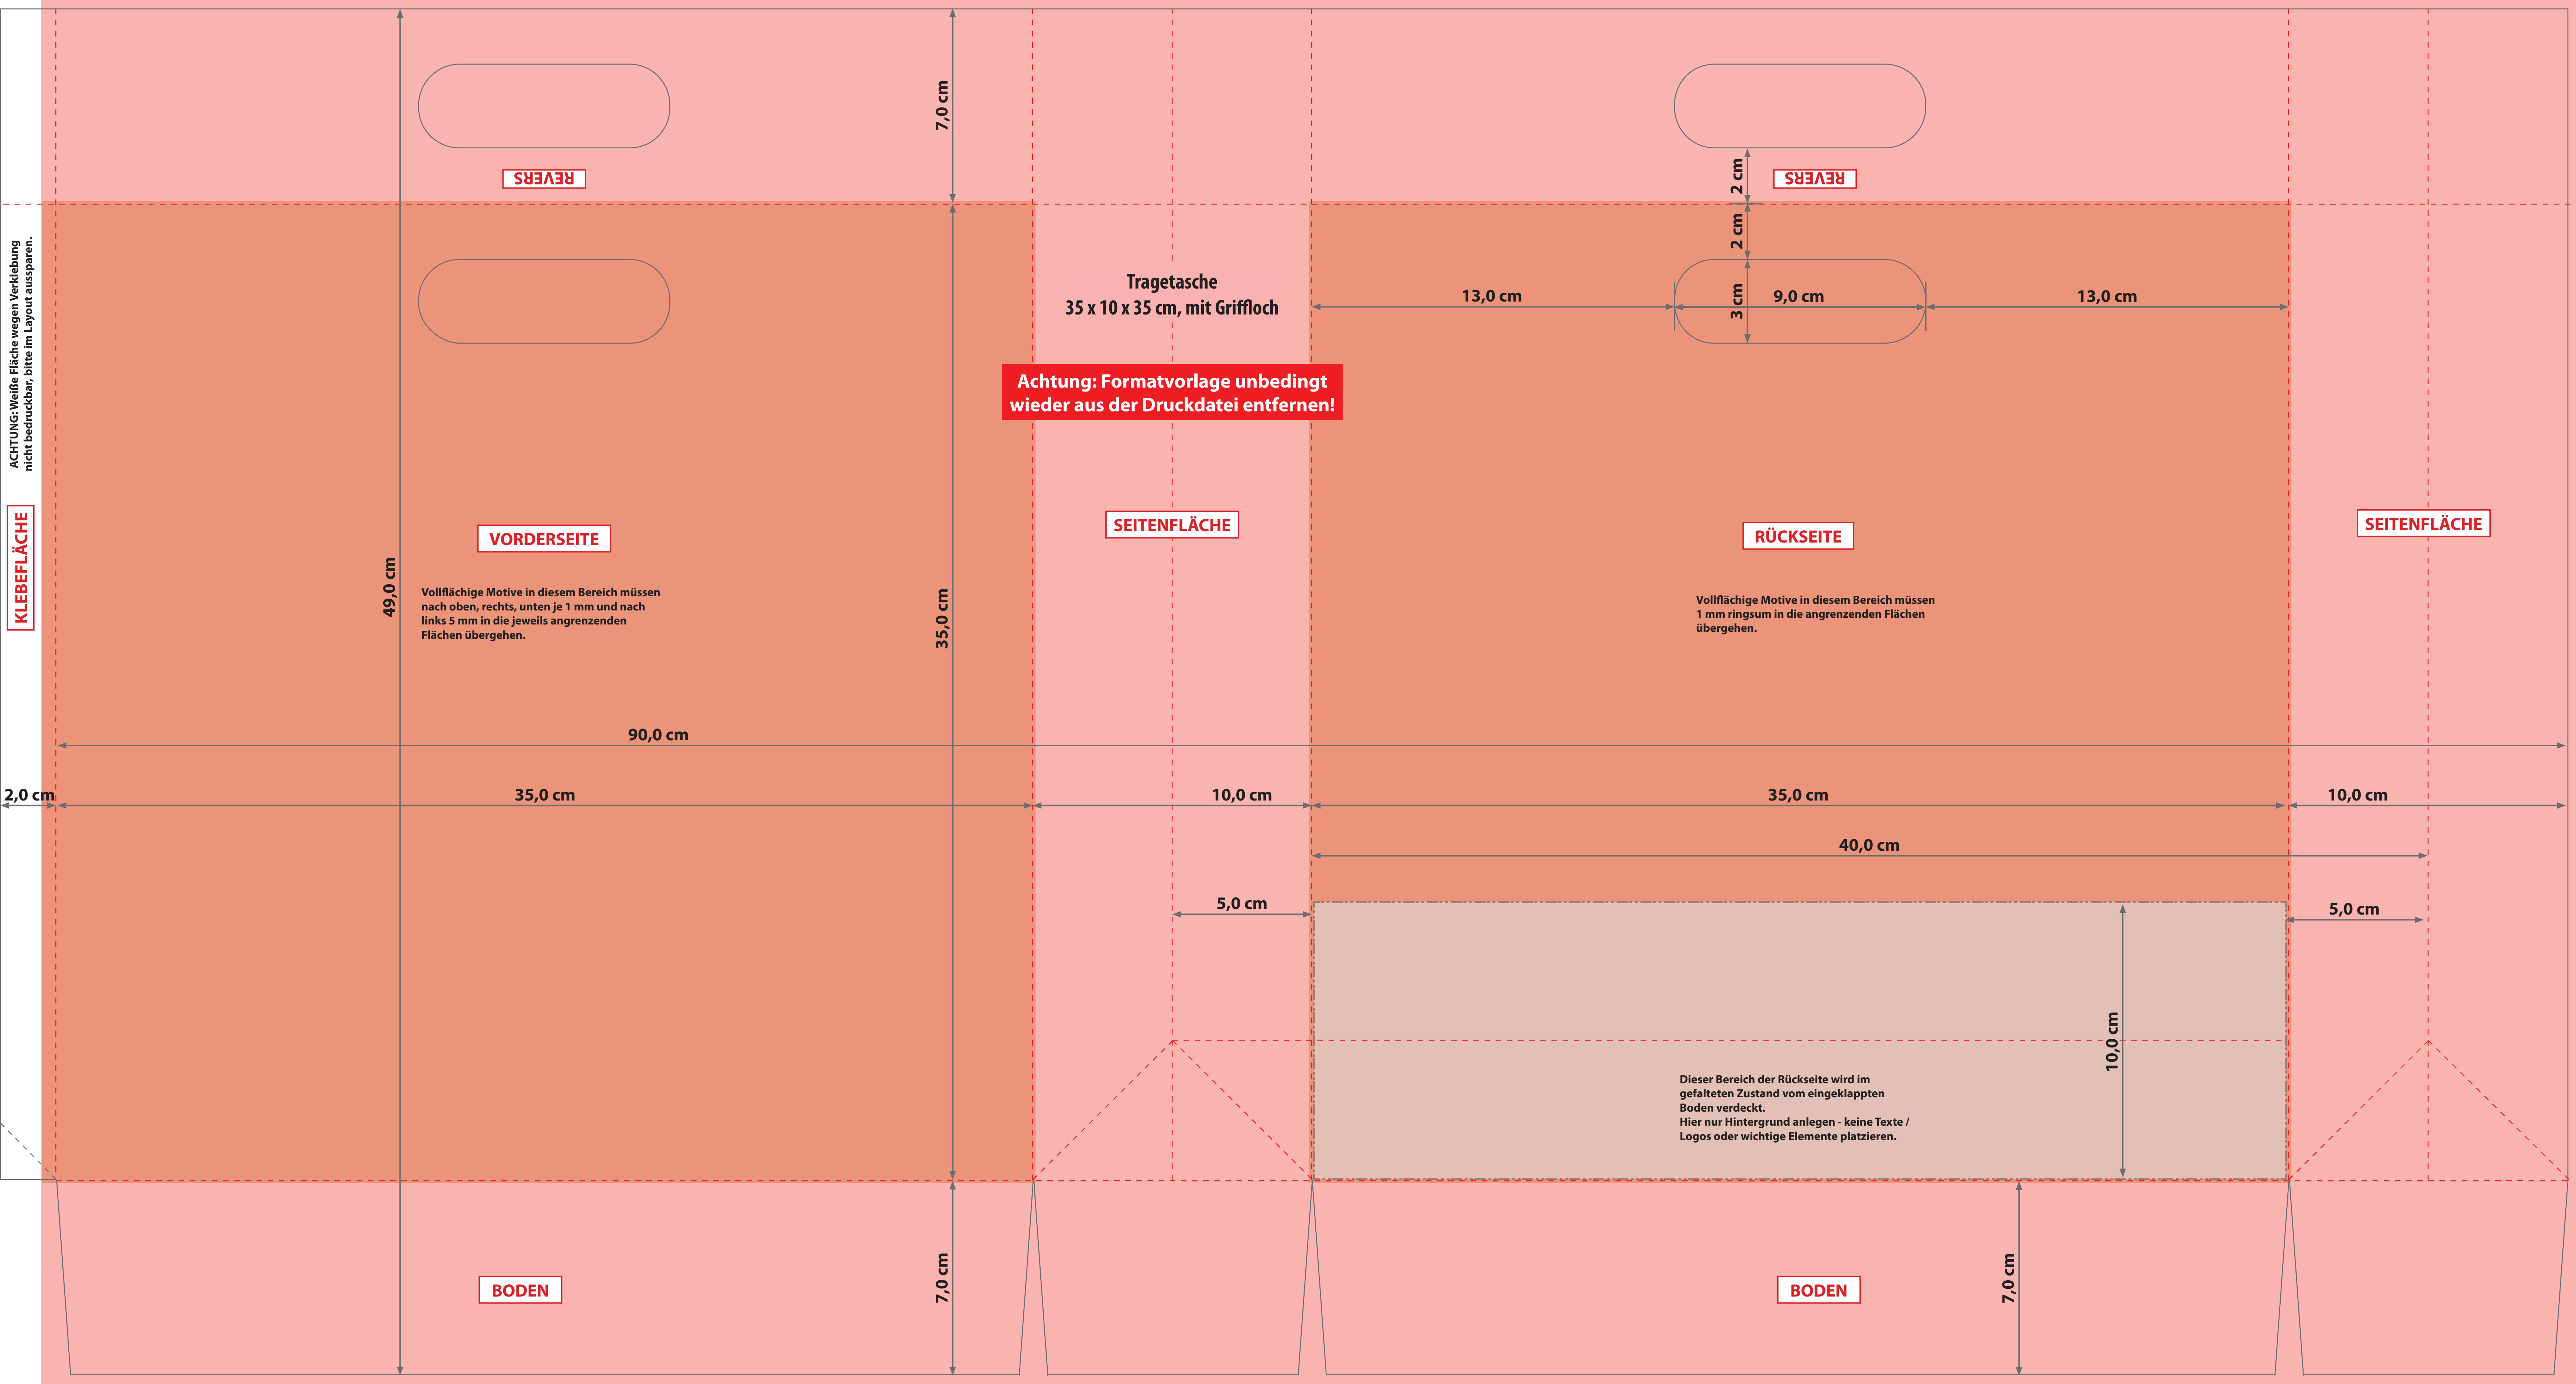 7,0 cm
REVERS
2 cm
REVERS
2 cm
ACHTUNG: Weiße Fläche wegen Verklebung
nicht bedruckbar, bitte im Layout aussparen.
Tragetasche
35 x 10 x 35 cm, mit Griffloch
13,0 cm
3 cm
9,0 cm
13,0 cm
Achtung: Formatvorlage unbedingt
wieder aus der Druckdatei entfernen!
KLEBEFLÄCHE
VORDERSEITE
SEITENFLÄCHE
RÜCKSEITE
SEITENFLÄCHE
49,0 cm
Vollflächige Motive in diesem Bereich müssen
nach oben, rechts, unten je 1 mm und nach
links 5 mm in die jeweils angrenzenden
Flächen übergehen.
35,0 cm
Vollflächige Motive in diesem Bereich müssen
1 mm ringsum in die angrenzenden Flächen
übergehen.
90,0 cm
2,0 cm
35,0 cm
10,0 cm
35,0 cm
10,0 cm
40,0 cm
5,0 cm
5,0 cm
10,0 cm
Dieser Bereich der Rückseite wird im
gefalteten Zustand vom eingeklappten
Boden verdeckt.
Hier nur Hintergrund anlegen - keine Texte /
Logos oder wichtige Elemente platzieren.
BODEN
7,0 cm
BODEN
7,0 cm